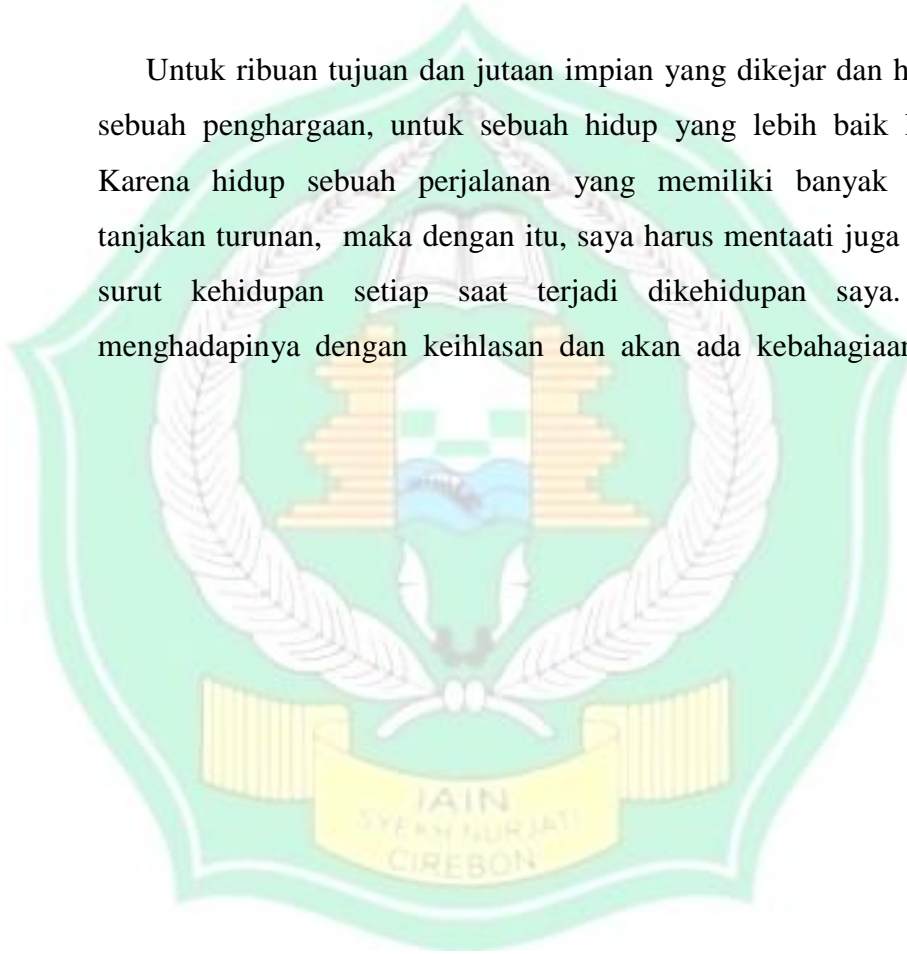 Untuk ribuan tujuan dan jutaan impian yang dikejar dan h
sebuah penghargaan, untuk sebuah hidup yang lebih baik
Karena hidup sebuah perjalanan yang memiliki banyak
tanjakan turunan, maka dengan itu, saya harus mentaati juga
surut kehidupan setiap saat terjadi dikehidupan saya.
menghadapinya dengan keihlasan dan akan ada kebahagiaan
IAIN
SYEKH NURJATI
CIREBON